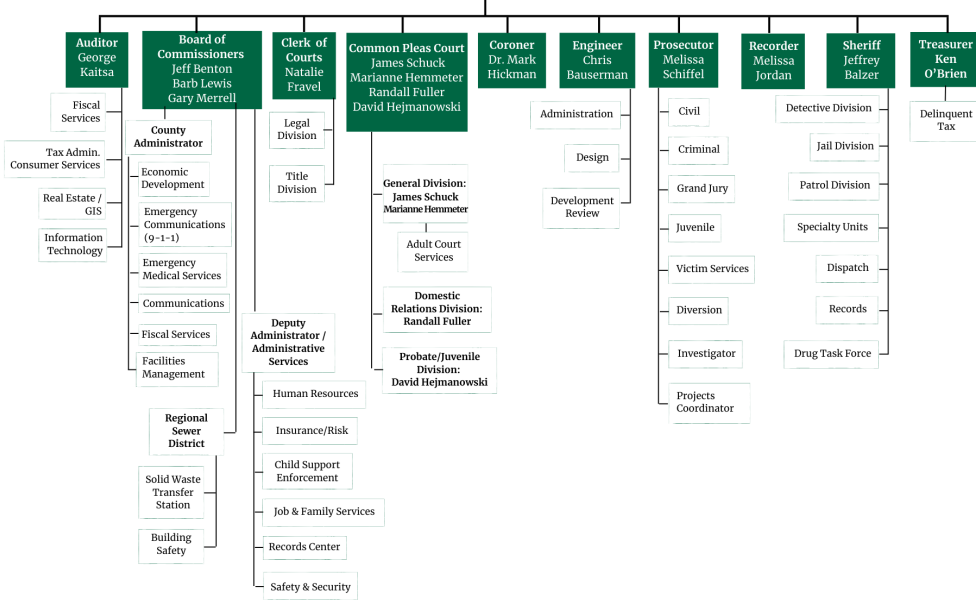 Auditor
George
Kaitsa
Fiscal
Services
Tax Admin.
Consumer Services
Real Estate /
GIS
Information
Technology
Board of
Commissioners
Jeff Benton
Barb Lewis
Gary Merrell
County
Administrator
Economic
Development
Emergency
Communications
(9-1-1)
Emergency
Medical Services
Communications
Fiscal Services
Facilities
Management
Regional
Sewer
District
Solid Waste
Transfer
Station
Building
Safety
Deputy
Administrator /
Administrative
Services
Human Resources
Insurance/Risk
Child Support
Enforcement
Job & Family Services
Records Center
Safety & Security
Clerk of
Courts
Natalie
Fravel
Legal
Division
Title
Division
Common Pleas Court
James Schuck
Marianne Hemmeter
Randall Fuller
David Hejmanowski
General Division:
James Schuck
Marianne Hemmeter
Adult Court
Services
Domestic
Relations Division:
Randall Fuller
Probate/Juvenile
Division:
David Hejmanowski
Coroner
Dr. Mark
Hickman
Engineer
Chris
Bauserman
Administration
Design
Development
Review
Prosecutor
Melissa
Schiffel
Civil
Criminal
Grand Jury
Juvenile
Victim Services
Diversion
Investigator
Projects
Coordinator
Recorder
Melissa
Jordan
Sheriff
Jeffrey
Balzer
Detective Division
Jail Division
Patrol Division
Specialty Units
Dispatch
Records
Drug Task Force
Treasurer
Ken
O'Brien
Delinquent
Tax